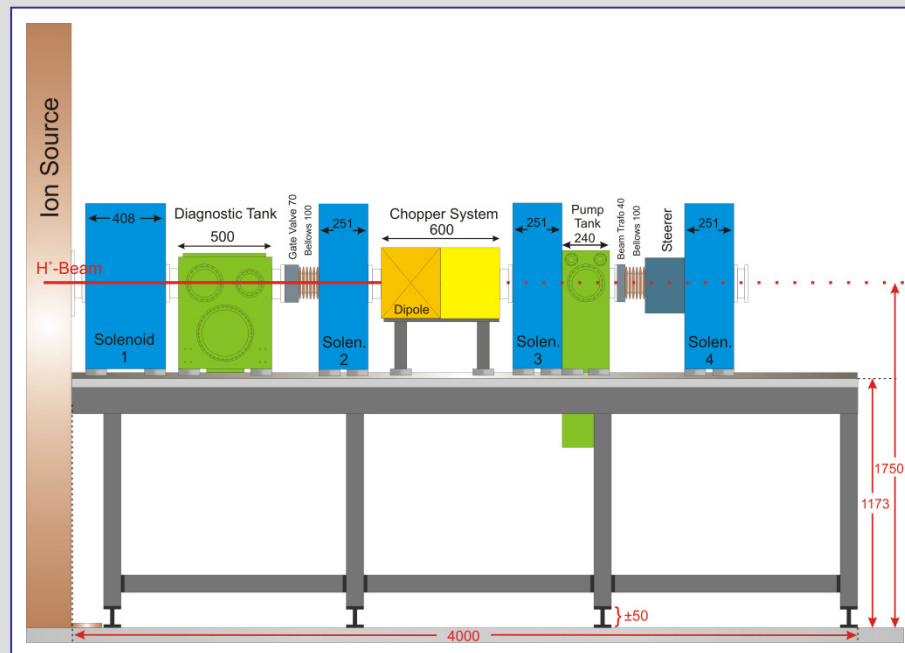 Ion Source
H⁺-Beam
408
Solenoid
1
Diagnostic Tank
500
Gate Valve 70
Bellows 100
251
Solen.
2
Chopper System
600
Dipole
251
Solen.
3
Pump
Tank
240
Beam Trafo 40
Bellows 100
Steerer
251
Solen.
4
1750
1173
±50
4000